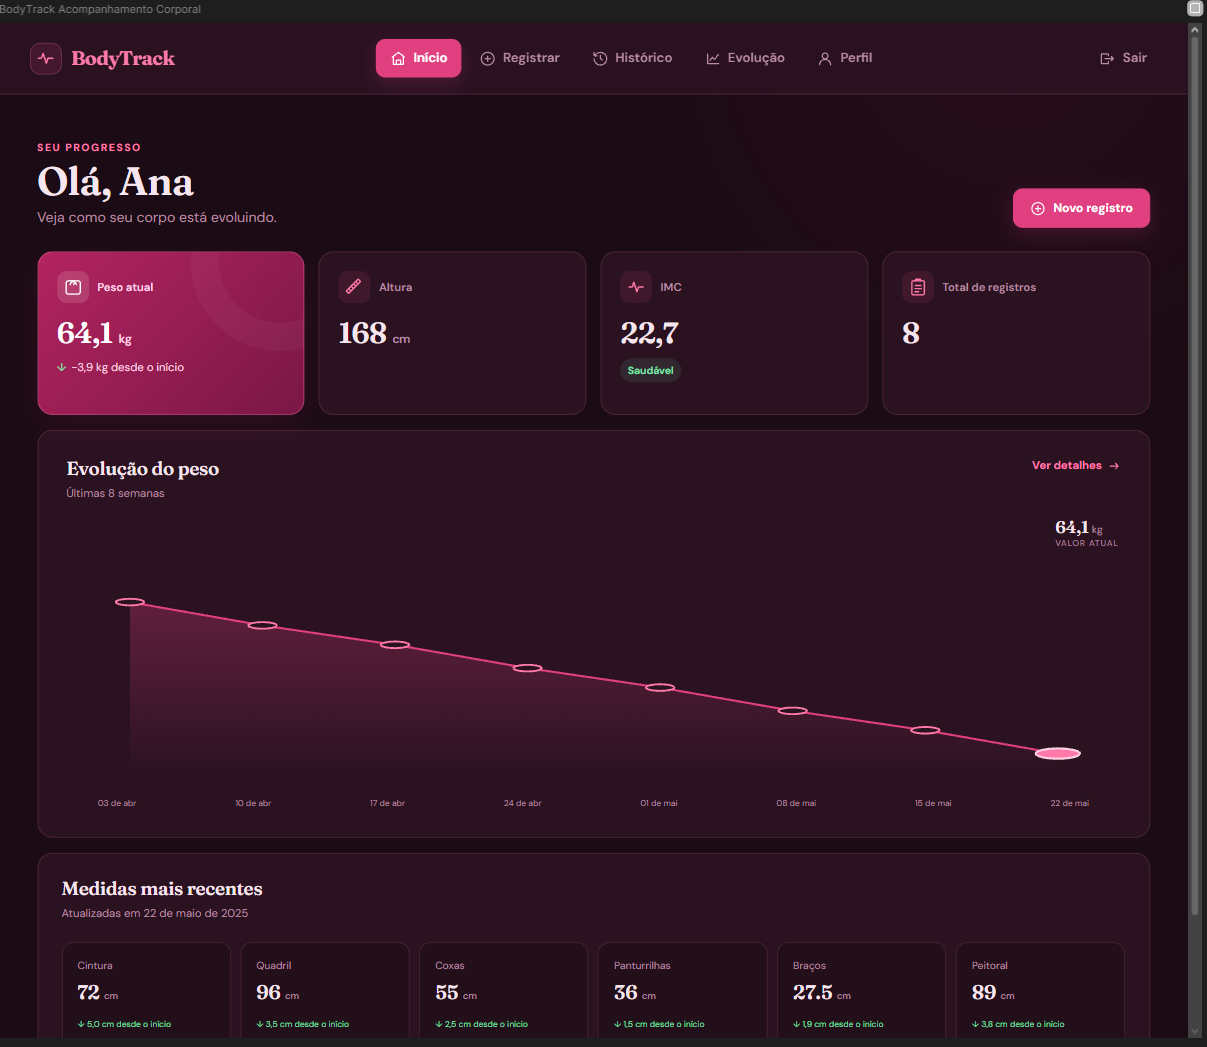 BodyTrack Acompanhamento Corporal
BodyTrack
Início
Registrar
Histórico
Evolução
Perfil
Sair
SEU PROGRESSO
Olá, Ana
Veja como seu corpo está evoluindo.
Novo registro
Peso atual
64,1 kg
-3,9 kg desde o início
Altura
168 cm
IMC
22,7
Saudável
Total de registros
8
Evolução do peso
Últimas 8 semanas
Ver detalhes →
64,1 kg
VALOR ATUAL
03 de abr
10 de abr
17 de abr
24 de abr
01 de mai
08 de mai
15 de mai
22 de mai
Medidas mais recentes
Atualizadas em 22 de maio de 2025
Cintura
72 cm
↓ 5,0 cm desde o início
Quadril
96 cm
↓ 3,5 cm desde o início
Coxas
55 cm
↓ 2,5 cm desde o início
Panturrilhas
36 cm
↓ 1,5 cm desde o início
Braços
27.5 cm
↓ 1,9 cm desde o início
Peitoral
89 cm
↓ 3,8 cm desde o início